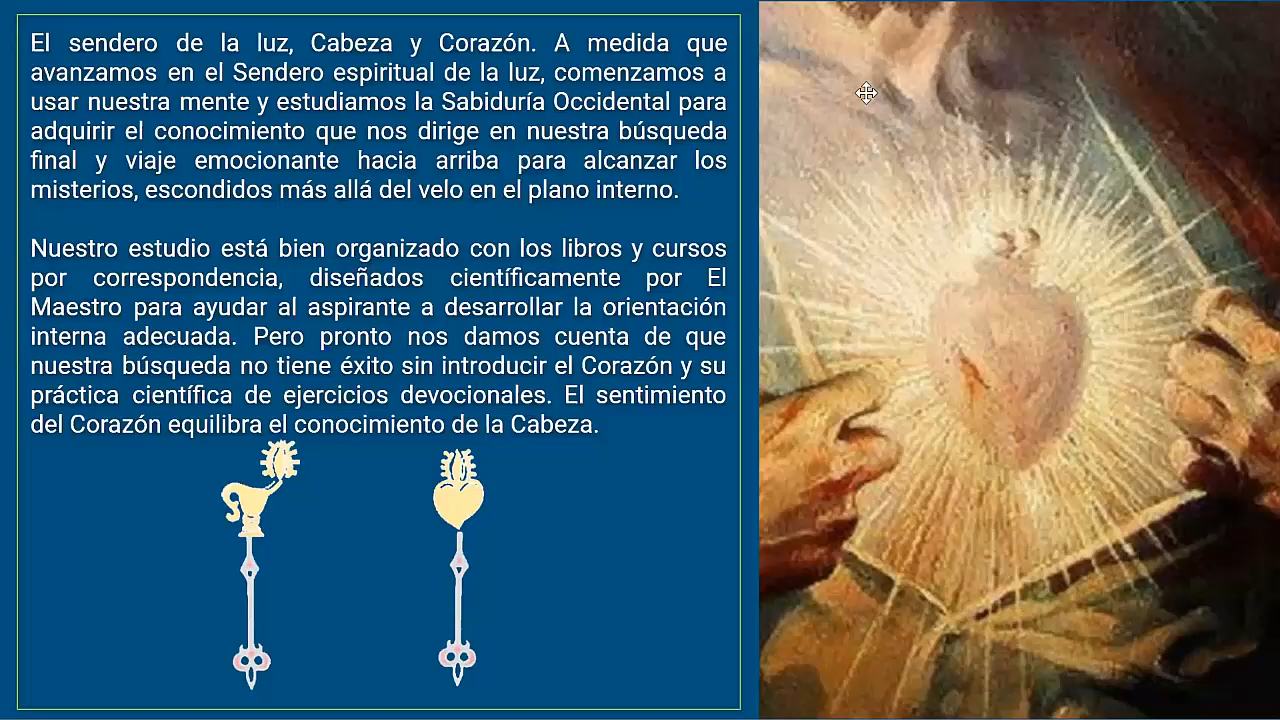 El sendero de la luz, Cabeza y Corazón. A medida que
avanzamos en el Sendero espiritual de la luz, comenzamos a
usar nuestra mente y estudiamos la Sabiduría Occidental para
adquirir el conocimiento que nos dirige en nuestra búsqueda
final y viaje emocionante hacia arriba para alcanzar los
misterios, escondidos más allá del velo en el plano interno.
Nuestro estudio está bien organizado con los libros y cursos
por correspondencia, diseñados científicamente por El
Maestro para ayudar al aspirante a desarrollar la orientación
interna adecuada. Pero pronto nos damos cuenta de que
nuestra búsqueda no tiene éxito sin introducir el Corazón y su
práctica científica de ejercicios devocionales. El sentimiento
del Corazón equilibra el conocimiento de la Cabeza.